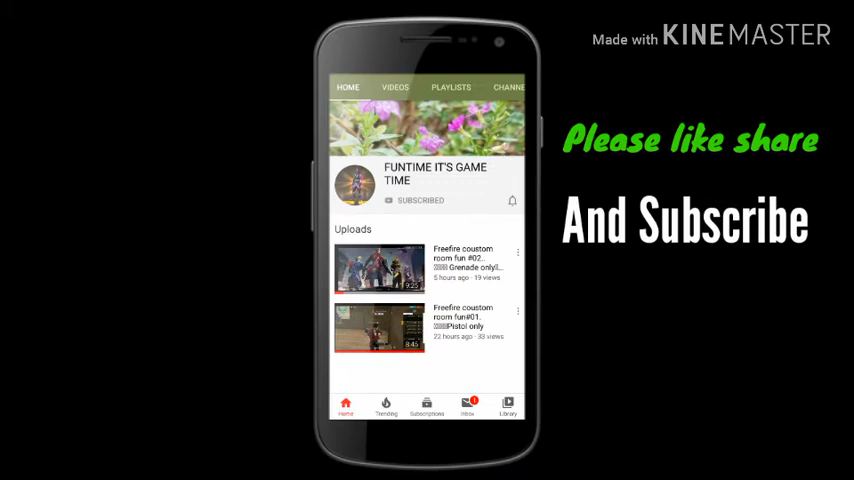 Made with KINEMASTER
HOME VIDEOS PLAYLISTS CHANNE
Please like share
And Subscribe
FUNTIME IT'S GAME
TIME
SUBSCRIBED
Uploads
Freefire coustom
room fun #02..
Grenade only|(...
5 hours ago · 19 views
9:25
Freefire coustom
room fun#01.
Pistol only
22 hours ago · 33 views
8:45
Home Trending Subscriptions Inbox Library
1